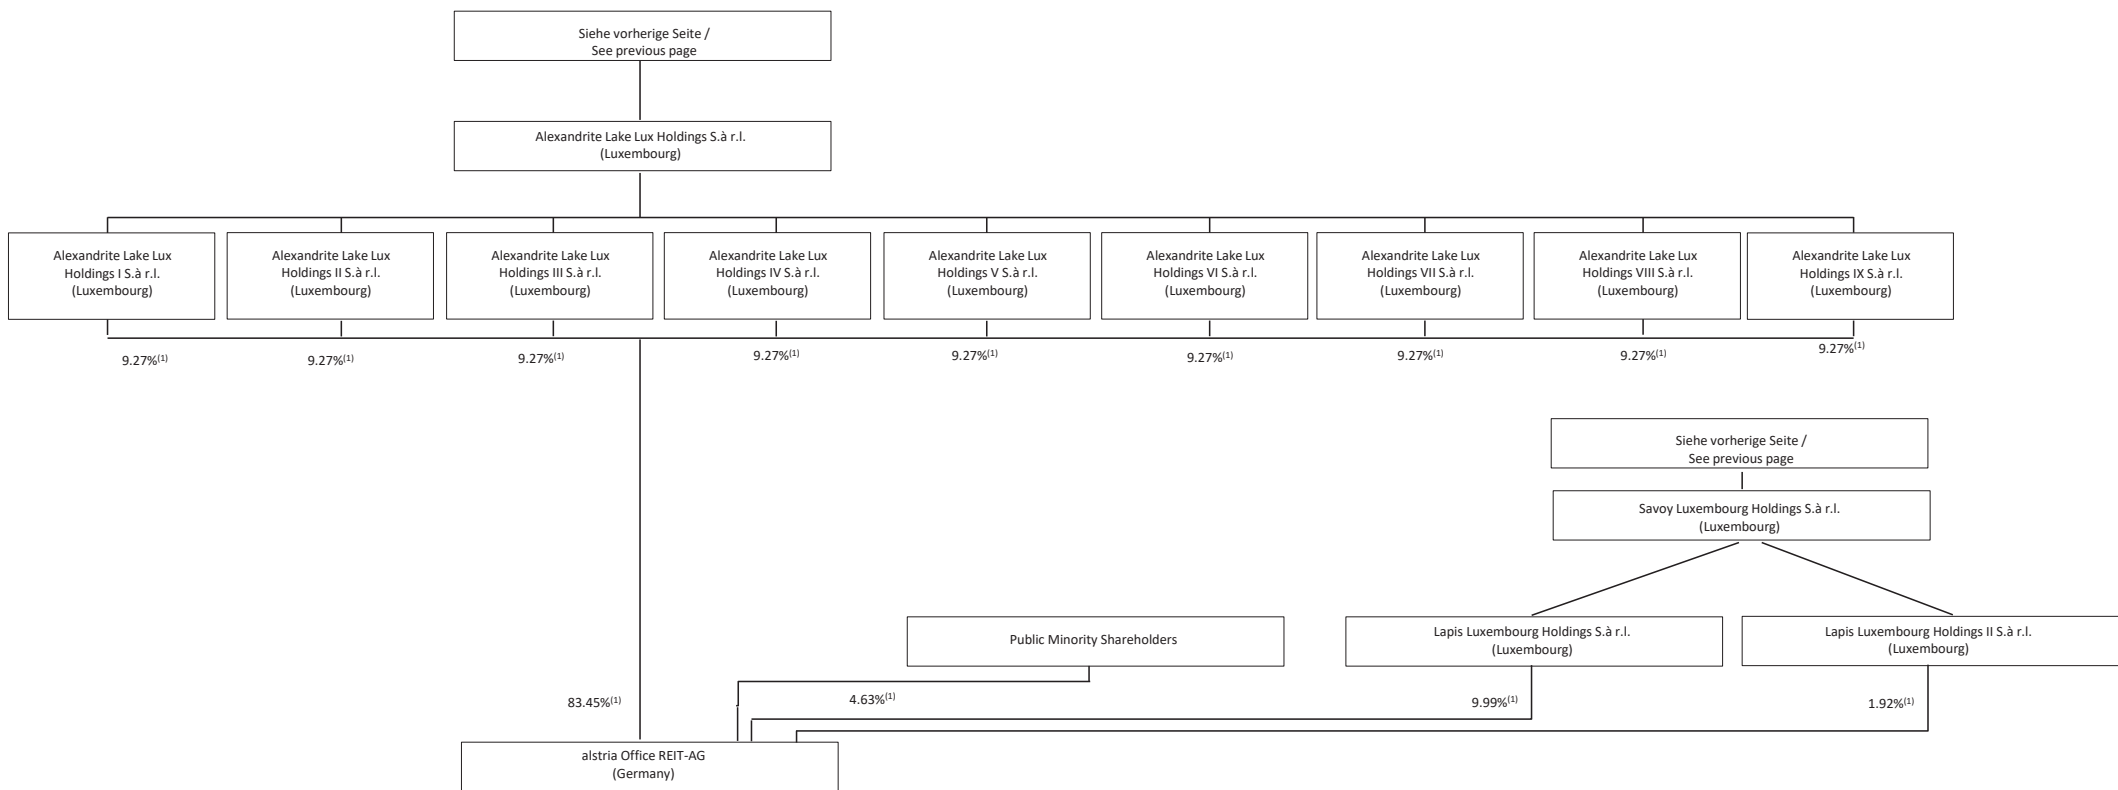 Siehe vorherige Seite /
See previous page
Alexandrite Lake Lux Holdings S.à r.l.
(Luxembourg)
Alexandrite Lake Lux
Holdings I S.à r.l.
(Luxembourg)
Alexandrite Lake Lux
Holdings II S.à r.l.
(Luxembourg)
Alexandrite Lake Lux
Holdings III S.à r.l.
(Luxembourg)
Alexandrite Lake Lux
Holdings IV S.à r.l.
(Luxembourg)
Alexandrite Lake Lux
Holdings V S.à r.l.
(Luxembourg)
Alexandrite Lake Lux
Holdings VI S.à r.l.
(Luxembourg)
Alexandrite Lake Lux
Holdings VII S.à r.l.
(Luxembourg)
Alexandrite Lake Lux
Holdings VIII S.à r.l.
(Luxembourg)
Alexandrite Lake Lux
Holdings IX S.à r.l.
(Luxembourg)
9.27%(1)
9.27%(1)
9.27%(1)
9.27%(1)
9.27%(1)
9.27%(1)
9.27%(1)
9.27%(1)
9.27%(1)
Siehe vorherige Seite /
See previous page
Savoy Luxembourg Holdings S.à r.l.
(Luxembourg)
Public Minority Shareholders
Lapis Luxembourg Holdings S.à r.l.
(Luxembourg)
Lapis Luxembourg Holdings II S.à r.l.
(Luxembourg)
83.45%(1)
4.63%(1)
9.99%(1)
1.92%(1)
alstria Office REIT-AG
(Germany)